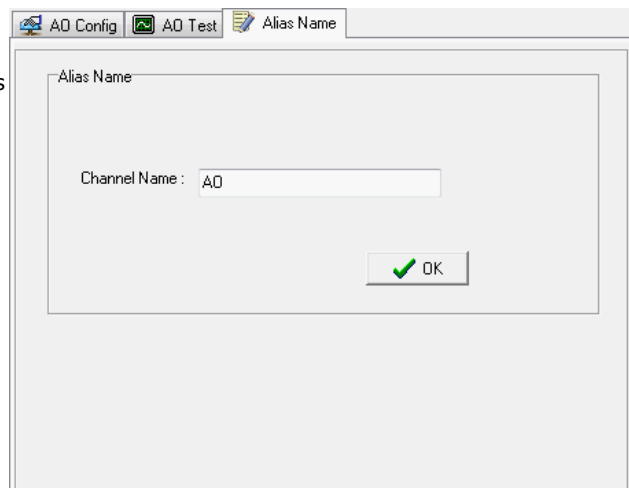 AO Config AO Test Alias Name
s
Alias Name
Channel Name : AO
OK